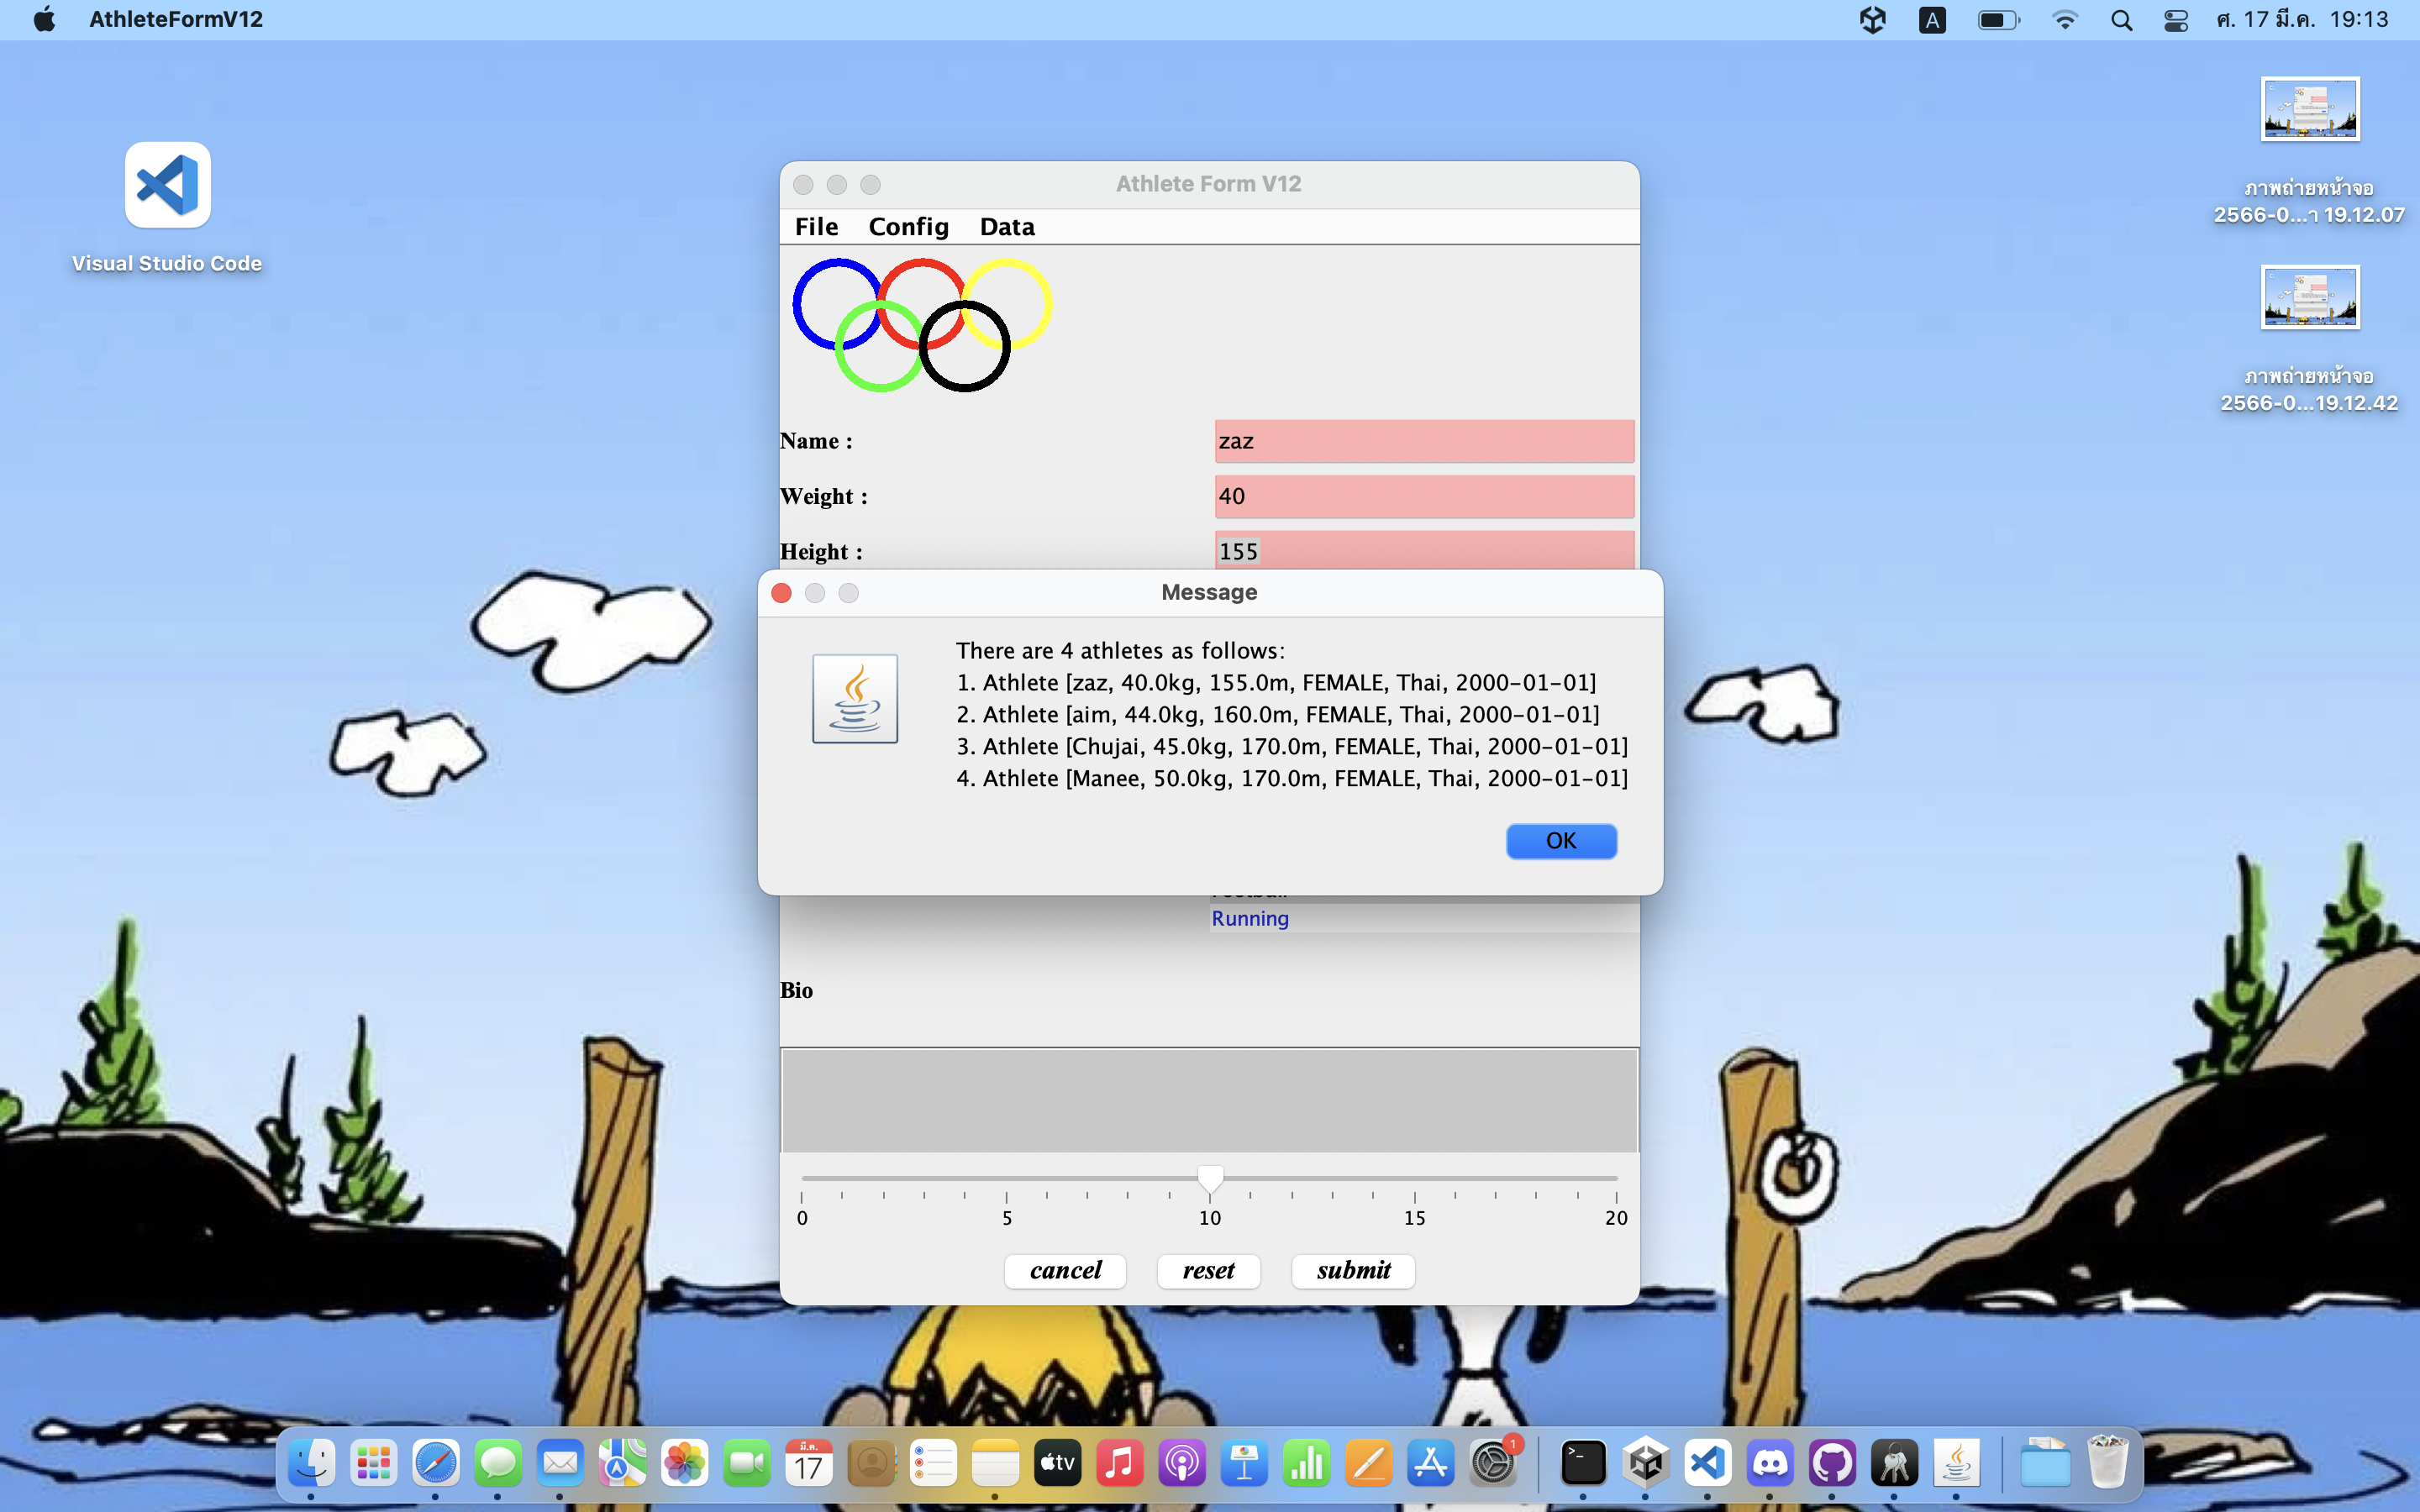 AthleteFormV12
A
ศ. 17 มี.ค. 19:13
Visual Studio Code
ภาพถ่ายหน้าจอ
2566-0...า 19.12.07
ภาพถ่ายหน้าจอ
2566-0...19.12.42
Athlete Form V12
File Config Data
Name : zaz
Weight : 40
Height : 155
Message
There are 4 athletes as follows:
1. Athlete [zaz, 40.0kg, 155.0m, FEMALE, Thai, 2000-01-01]
2. Athlete [aim, 44.0kg, 160.0m, FEMALE, Thai, 2000-01-01]
3. Athlete [Chujai, 45.0kg, 170.0m, FEMALE, Thai, 2000-01-01]
4. Athlete [Manee, 50.0kg, 170.0m, FEMALE, Thai, 2000-01-01]
OK
Running
Bio
0 5 10 15 20
cancel reset submit
มี.ค.
17
tv
1